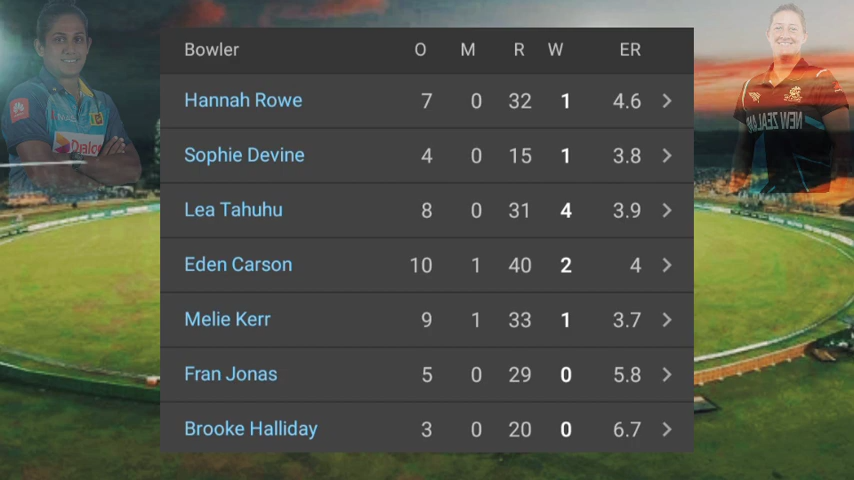 Bowler O M R W ER
Hannah Rowe 7 0 32 1 4.6
Sophie Devine 4 0 15 1 3.8
Lea Tahuhu 8 0 31 4 3.9
Eden Carson 10 1 40 2 4
Melie Kerr 9 1 33 1 3.7
Fran Jonas 5 0 29 0 5.8
Brooke Halliday 3 0 20 0 6.7
Dialog
NEW ZEALAND